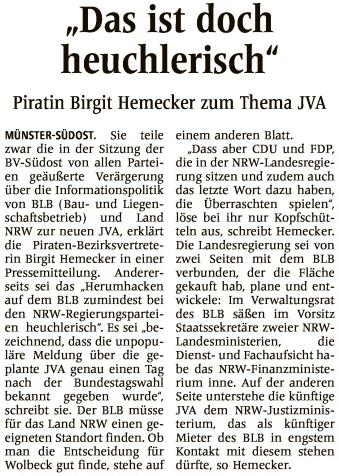 „Das ist doch
heuchlerisch“
Piratin Birgit Hemecker zum Thema JVA
MÜNSTER-SÜDOST. Sie teile
zwar die in der Sitzung der
BV-Südost von allen Partei-
en geäußerte Verärgerung
über die Informationspolitik
von BLB (Bau- und Liegen-
schaftsbetrieb) und Land
NRW zur neuen JVA, erklärt
die Piraten-Bezirksvertrete-
rin Birgit Hemecker in einer
Pressemitteilung. Anderer-
seits sei das „Herumhacken
auf dem BLB zumindest bei
den NRW-Regierungspartei-
en heuchlerisch“. Es sei „be-
zeichnend, dass die unpopu-
läre Meldung über die ge-
plante JVA genau einen Tag
nach der Bundestagswahl
bekannt gegeben wurde“,
schreibt sie. Der BLB müsse
für das Land NRW einen ge-
eigneten Standort finden. Ob
man die Entscheidung für
Wolbeck gut finde, stehe auf
einem anderen Blatt.
„Dass aber CDU und FDP,
die in der NRW-Landesregie-
rung sitzen und zudem auch
das letzte Wort dazu haben,
die Überraschten spielen“,
löse bei ihr nur Kopfschüt-
teln aus, schreibt Hemecker.
Die Landesregierung sei von
zwei Seiten mit dem BLB
verbunden, der die Fläche
gekauft hab, plane und ent-
wickele: Im Verwaltungsrat
des BLB säßen im Vorsitz
Staatssekretäre zweier NRW-
Landesministerien, die
Dienst- und Fachaufsicht ha-
be das NRW-Finanzministe-
rium inne. Auf der anderen
Seite unterstehe die künftige
JVA dem NRW-Justizminis-
terium, das als künftiger
Mieter des BLB in engstem
Kontakt mit diesem stehen
dürfte, so Hemecker.